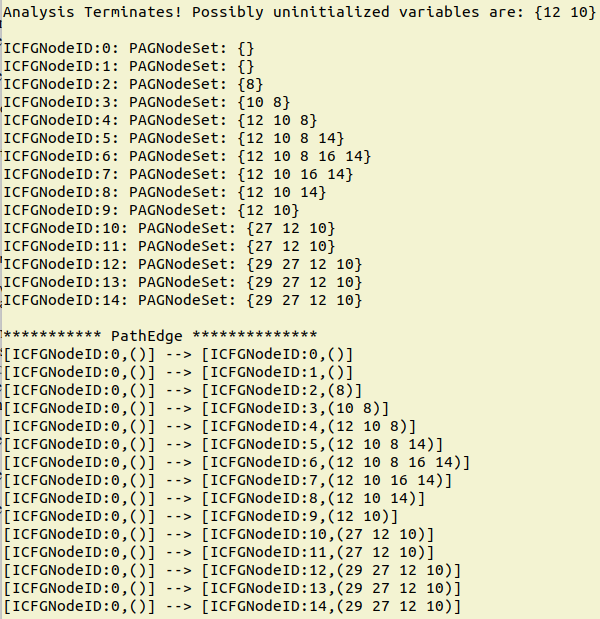 Analysis Terminates! Possibly uninitialized variables are: {12 10}
ICFGNodeID:0: PAGNodeSet: {}
ICFGNodeID:1: PAGNodeSet: {}
ICFGNodeID:2: PAGNodeSet: {8}
ICFGNodeID:3: PAGNodeSet: {10 8}
ICFGNodeID:4: PAGNodeSet: {12 10 8}
ICFGNodeID:5: PAGNodeSet: {12 10 8 14}
ICFGNodeID:6: PAGNodeSet: {12 10 8 16 14}
ICFGNodeID:7: PAGNodeSet: {12 10 16 14}
ICFGNodeID:8: PAGNodeSet: {12 10 14}
ICFGNodeID:9: PAGNodeSet: {12 10}
ICFGNodeID:10: PAGNodeSet: {27 12 10}
ICFGNodeID:11: PAGNodeSet: {27 12 10}
ICFGNodeID:12: PAGNodeSet: {29 27 12 10}
ICFGNodeID:13: PAGNodeSet: {29 27 12 10}
ICFGNodeID:14: PAGNodeSet: {29 27 12 10}
*********** PathEdge **************
[ICFGNodeID:0,()] --> [ICFGNodeID:0,()]
[ICFGNodeID:0,()] --> [ICFGNodeID:1,()]
[ICFGNodeID:0,()] --> [ICFGNodeID:2,(8)]
[ICFGNodeID:0,()] --> [ICFGNodeID:3,(10 8)]
[ICFGNodeID:0,()] --> [ICFGNodeID:4,(12 10 8)]
[ICFGNodeID:0,()] --> [ICFGNodeID:5,(12 10 8 14)]
[ICFGNodeID:0,()] --> [ICFGNodeID:6,(12 10 8 16 14)]
[ICFGNodeID:0,()] --> [ICFGNodeID:7,(12 10 16 14)]
[ICFGNodeID:0,()] --> [ICFGNodeID:8,(12 10 14)]
[ICFGNodeID:0,()] --> [ICFGNodeID:9,(12 10)]
[ICFGNodeID:0,()] --> [ICFGNodeID:10,(27 12 10)]
[ICFGNodeID:0,()] --> [ICFGNodeID:11,(27 12 10)]
[ICFGNodeID:0,()] --> [ICFGNodeID:12,(29 27 12 10)]
[ICFGNodeID:0,()] --> [ICFGNodeID:13,(29 27 12 10)]
[ICFGNodeID:0,()] --> [ICFGNodeID:14,(29 27 12 10)]